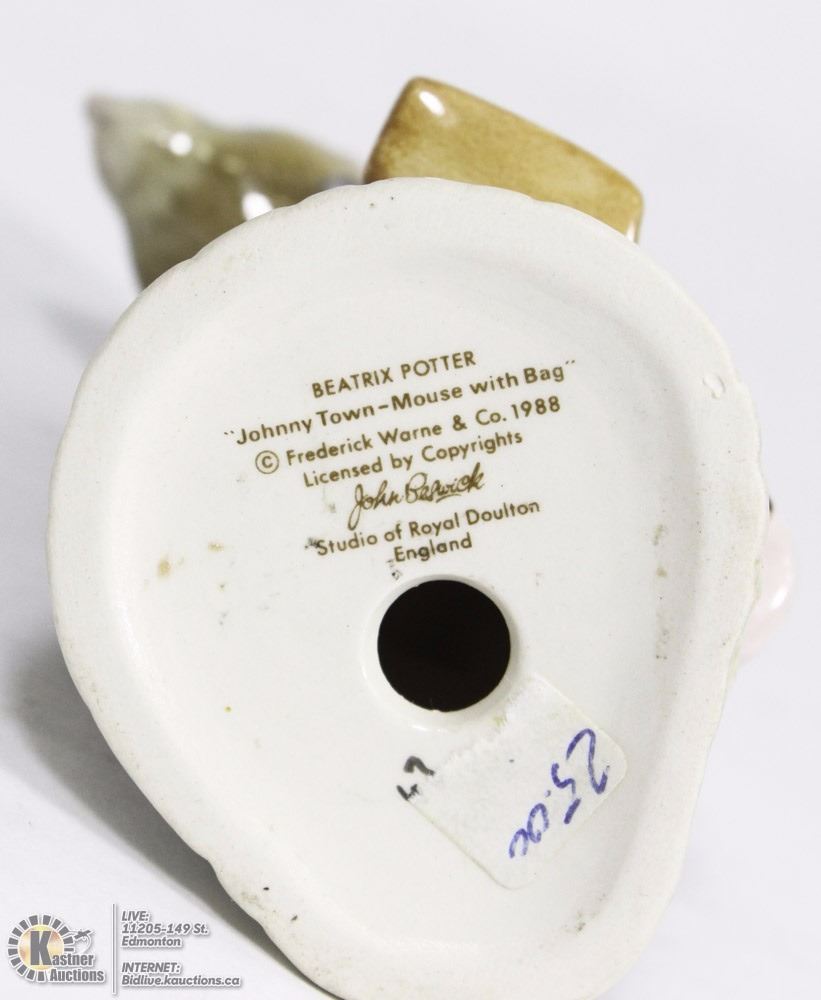 BEATRIX POTTER
"Johnny Town-Mouse with Bag"
© Frederick Warne & Co. 1988
Licensed by Copyrights
John Beswick
Studio of Royal Doulton
England
47
25.00
Kastner
Auctions
LIVE:
11205-149 St.
Edmonton
INTERNET:
Bidlive.kauctions.ca